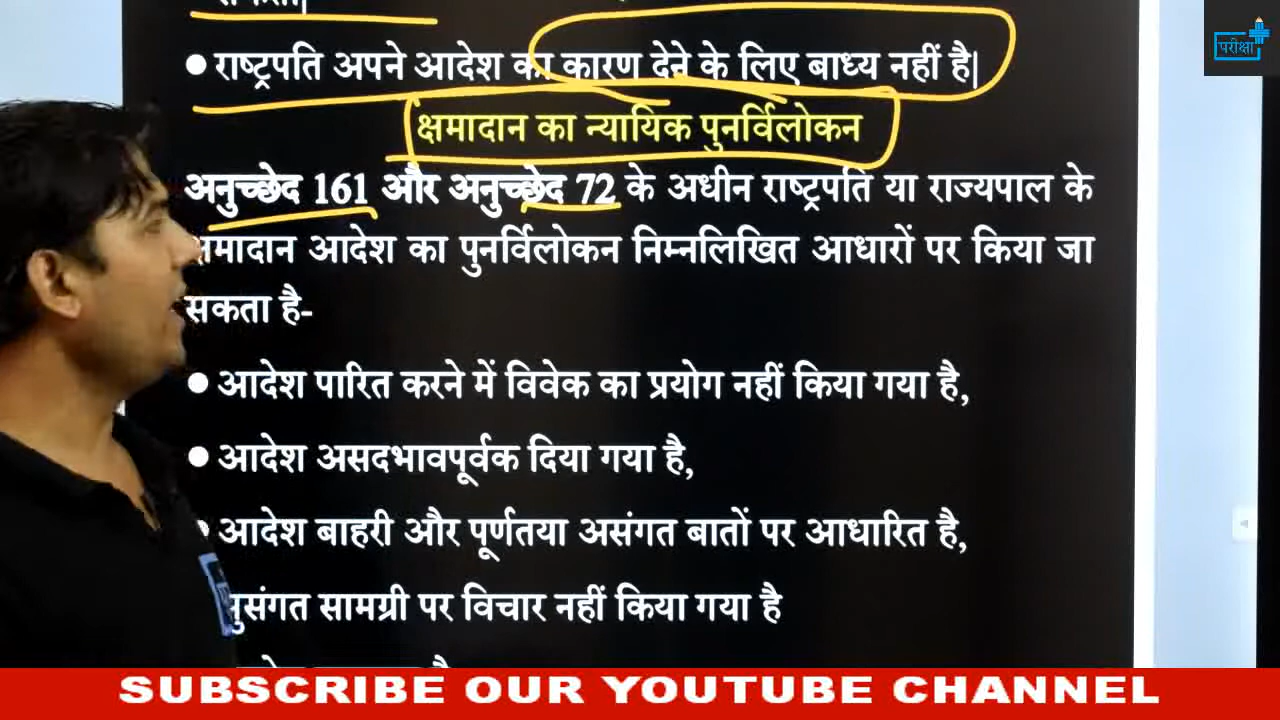 परीक्षा
● राष्ट्रपति अपने आदेश का कारण देने के लिए बाध्य नहीं है|
क्षमादान का न्यायिक पुनर्विलोकन
अनुच्छेद 161 और अनुच्छेद 72 के अधीन राष्ट्रपति या राज्यपाल के
क्षमादान आदेश का पुनर्विलोकन निम्नलिखित आधारों पर किया जा
सकता है-
● आदेश पारित करने में विवेक का प्रयोग नहीं किया गया है,
● आदेश असदभावपूर्वक दिया गया है,
● आदेश बाहरी और पूर्णतया असंगत बातों पर आधारित है,
सामग्री पर विचार नहीं किया गया है
SUBSCRIBE OUR YOUTUBE CHANNEL